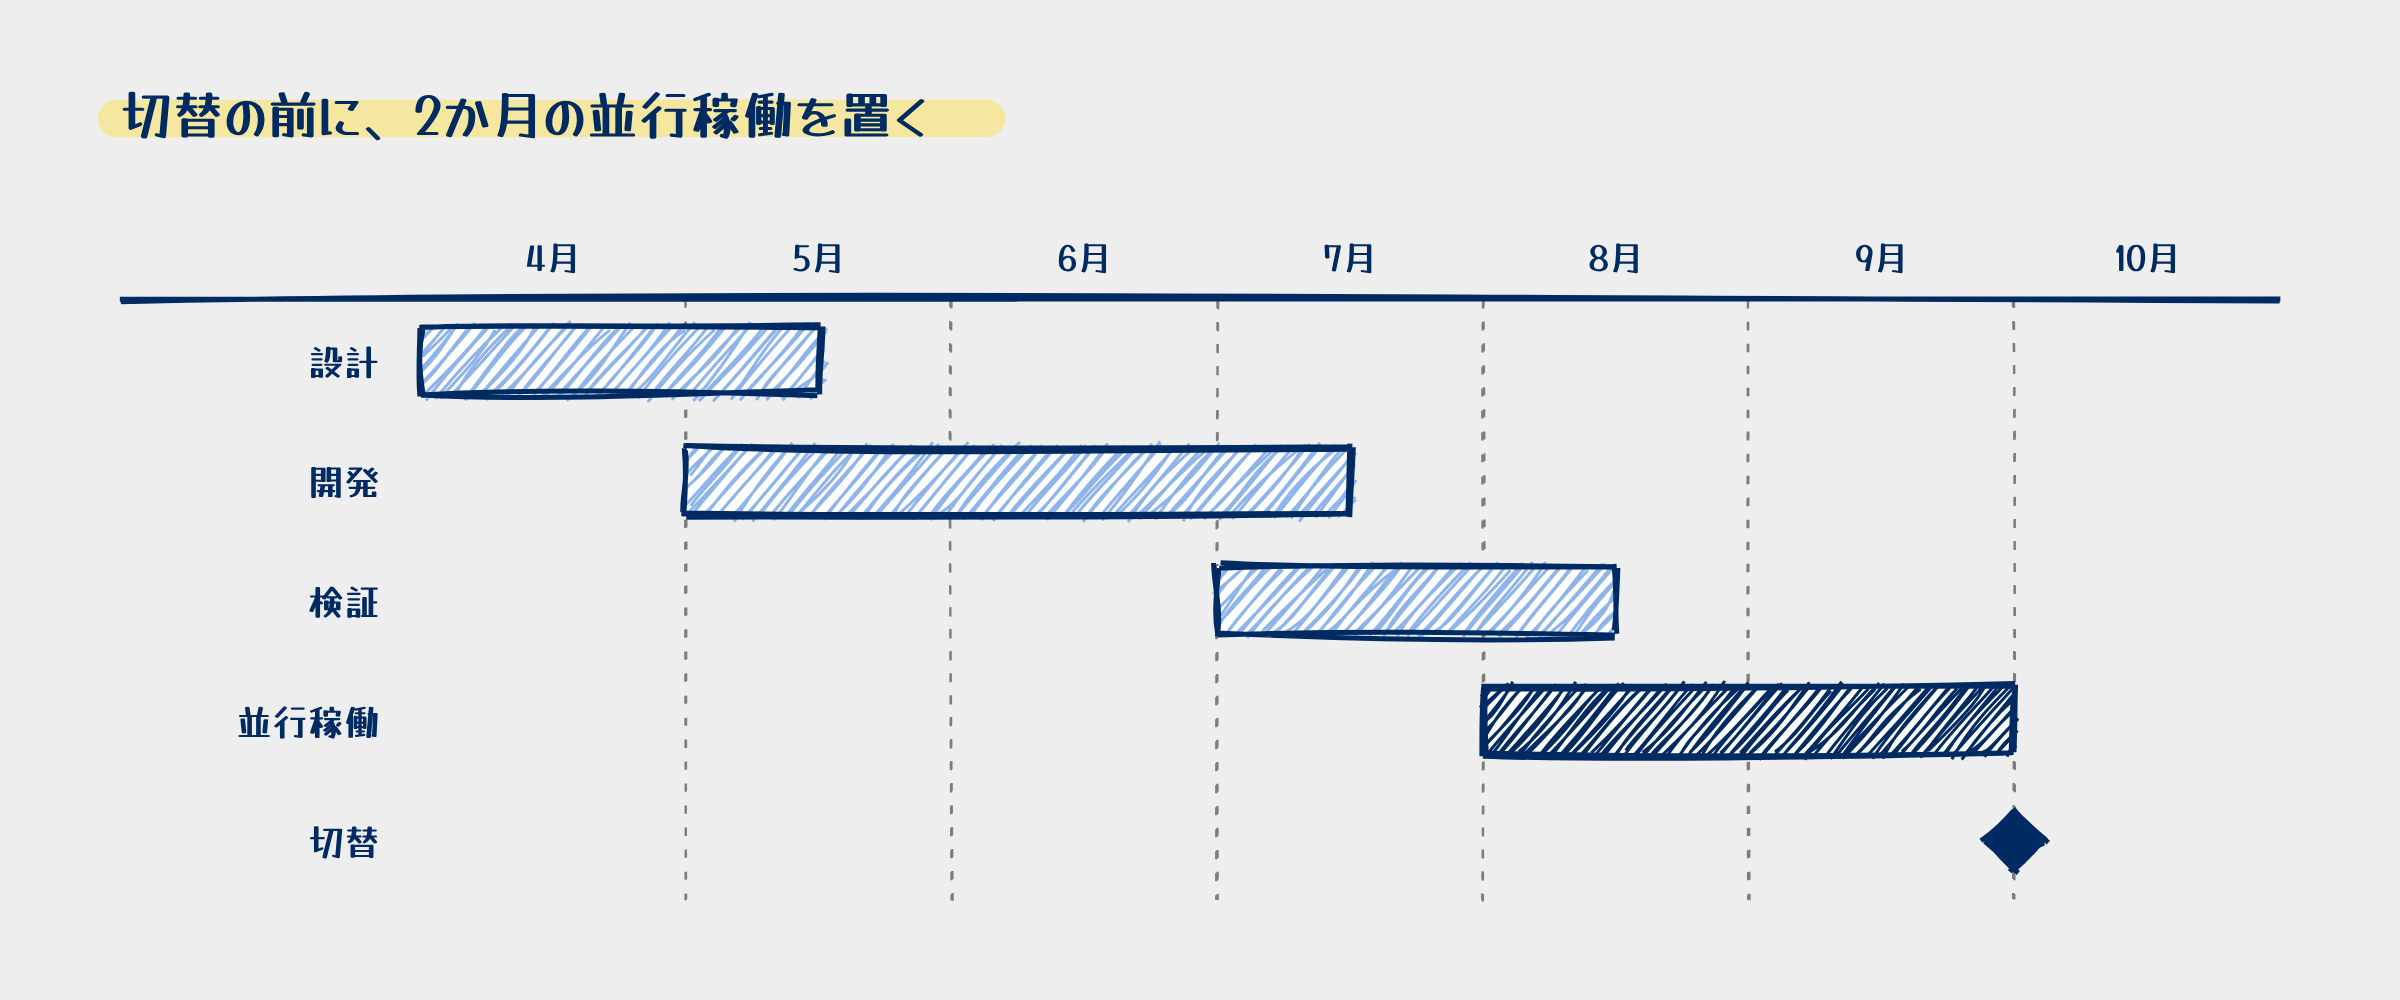 切替の前に、2か月の並行稼働を置く
4月 5月 6月 7月 8月 9月 10月
設計
開発
検証
並行稼働
切替